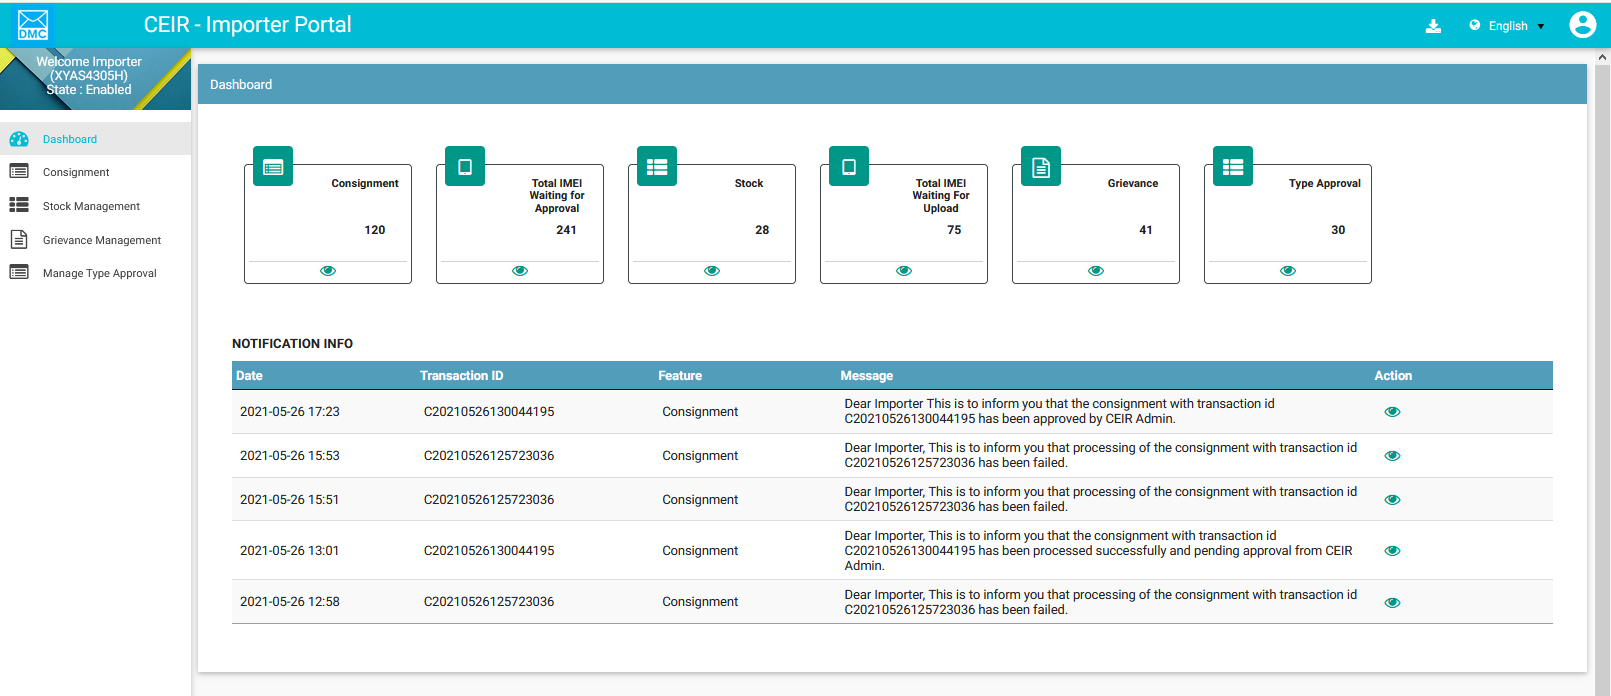 DMC
CEIR - Importer Portal
English
Welcome Importer
(XYAS4305H)
State : Enabled
Dashboard
Consignment
Stock Management
Grievance Management
Manage Type Approval
Dashboard
Consignment
120
Total IMEI
Waiting for
Approval
241
Stock
28
Total IMEI
Waiting For
Upload
75
Grievance
41
Type Approval
30
NOTIFICATION INFO
Date Transaction ID Feature Message Action
2021-05-26 17:23 C20210526130044195 Consignment Dear Importer This is to inform you that the consignment with transaction id
C20210526130044195 has been approved by CEIR Admin.
2021-05-26 15:53 C20210526125723036 Consignment Dear Importer, This is to inform you that processing of the consignment with transaction id
C20210526125723036 has been failed.
2021-05-26 15:51 C20210526125723036 Consignment Dear Importer, This is to inform you that processing of the consignment with transaction id
C20210526125723036 has been failed.
2021-05-26 13:01 C20210526130044195 Consignment Dear Importer, This is to inform you that the consignment with transaction id
C20210526130044195 has been processed successfully and pending approval from CEIR
Admin.
2021-05-26 12:58 C20210526125723036 Consignment Dear Importer, This is to inform you that processing of the consignment with transaction id
C20210526125723036 has been failed.